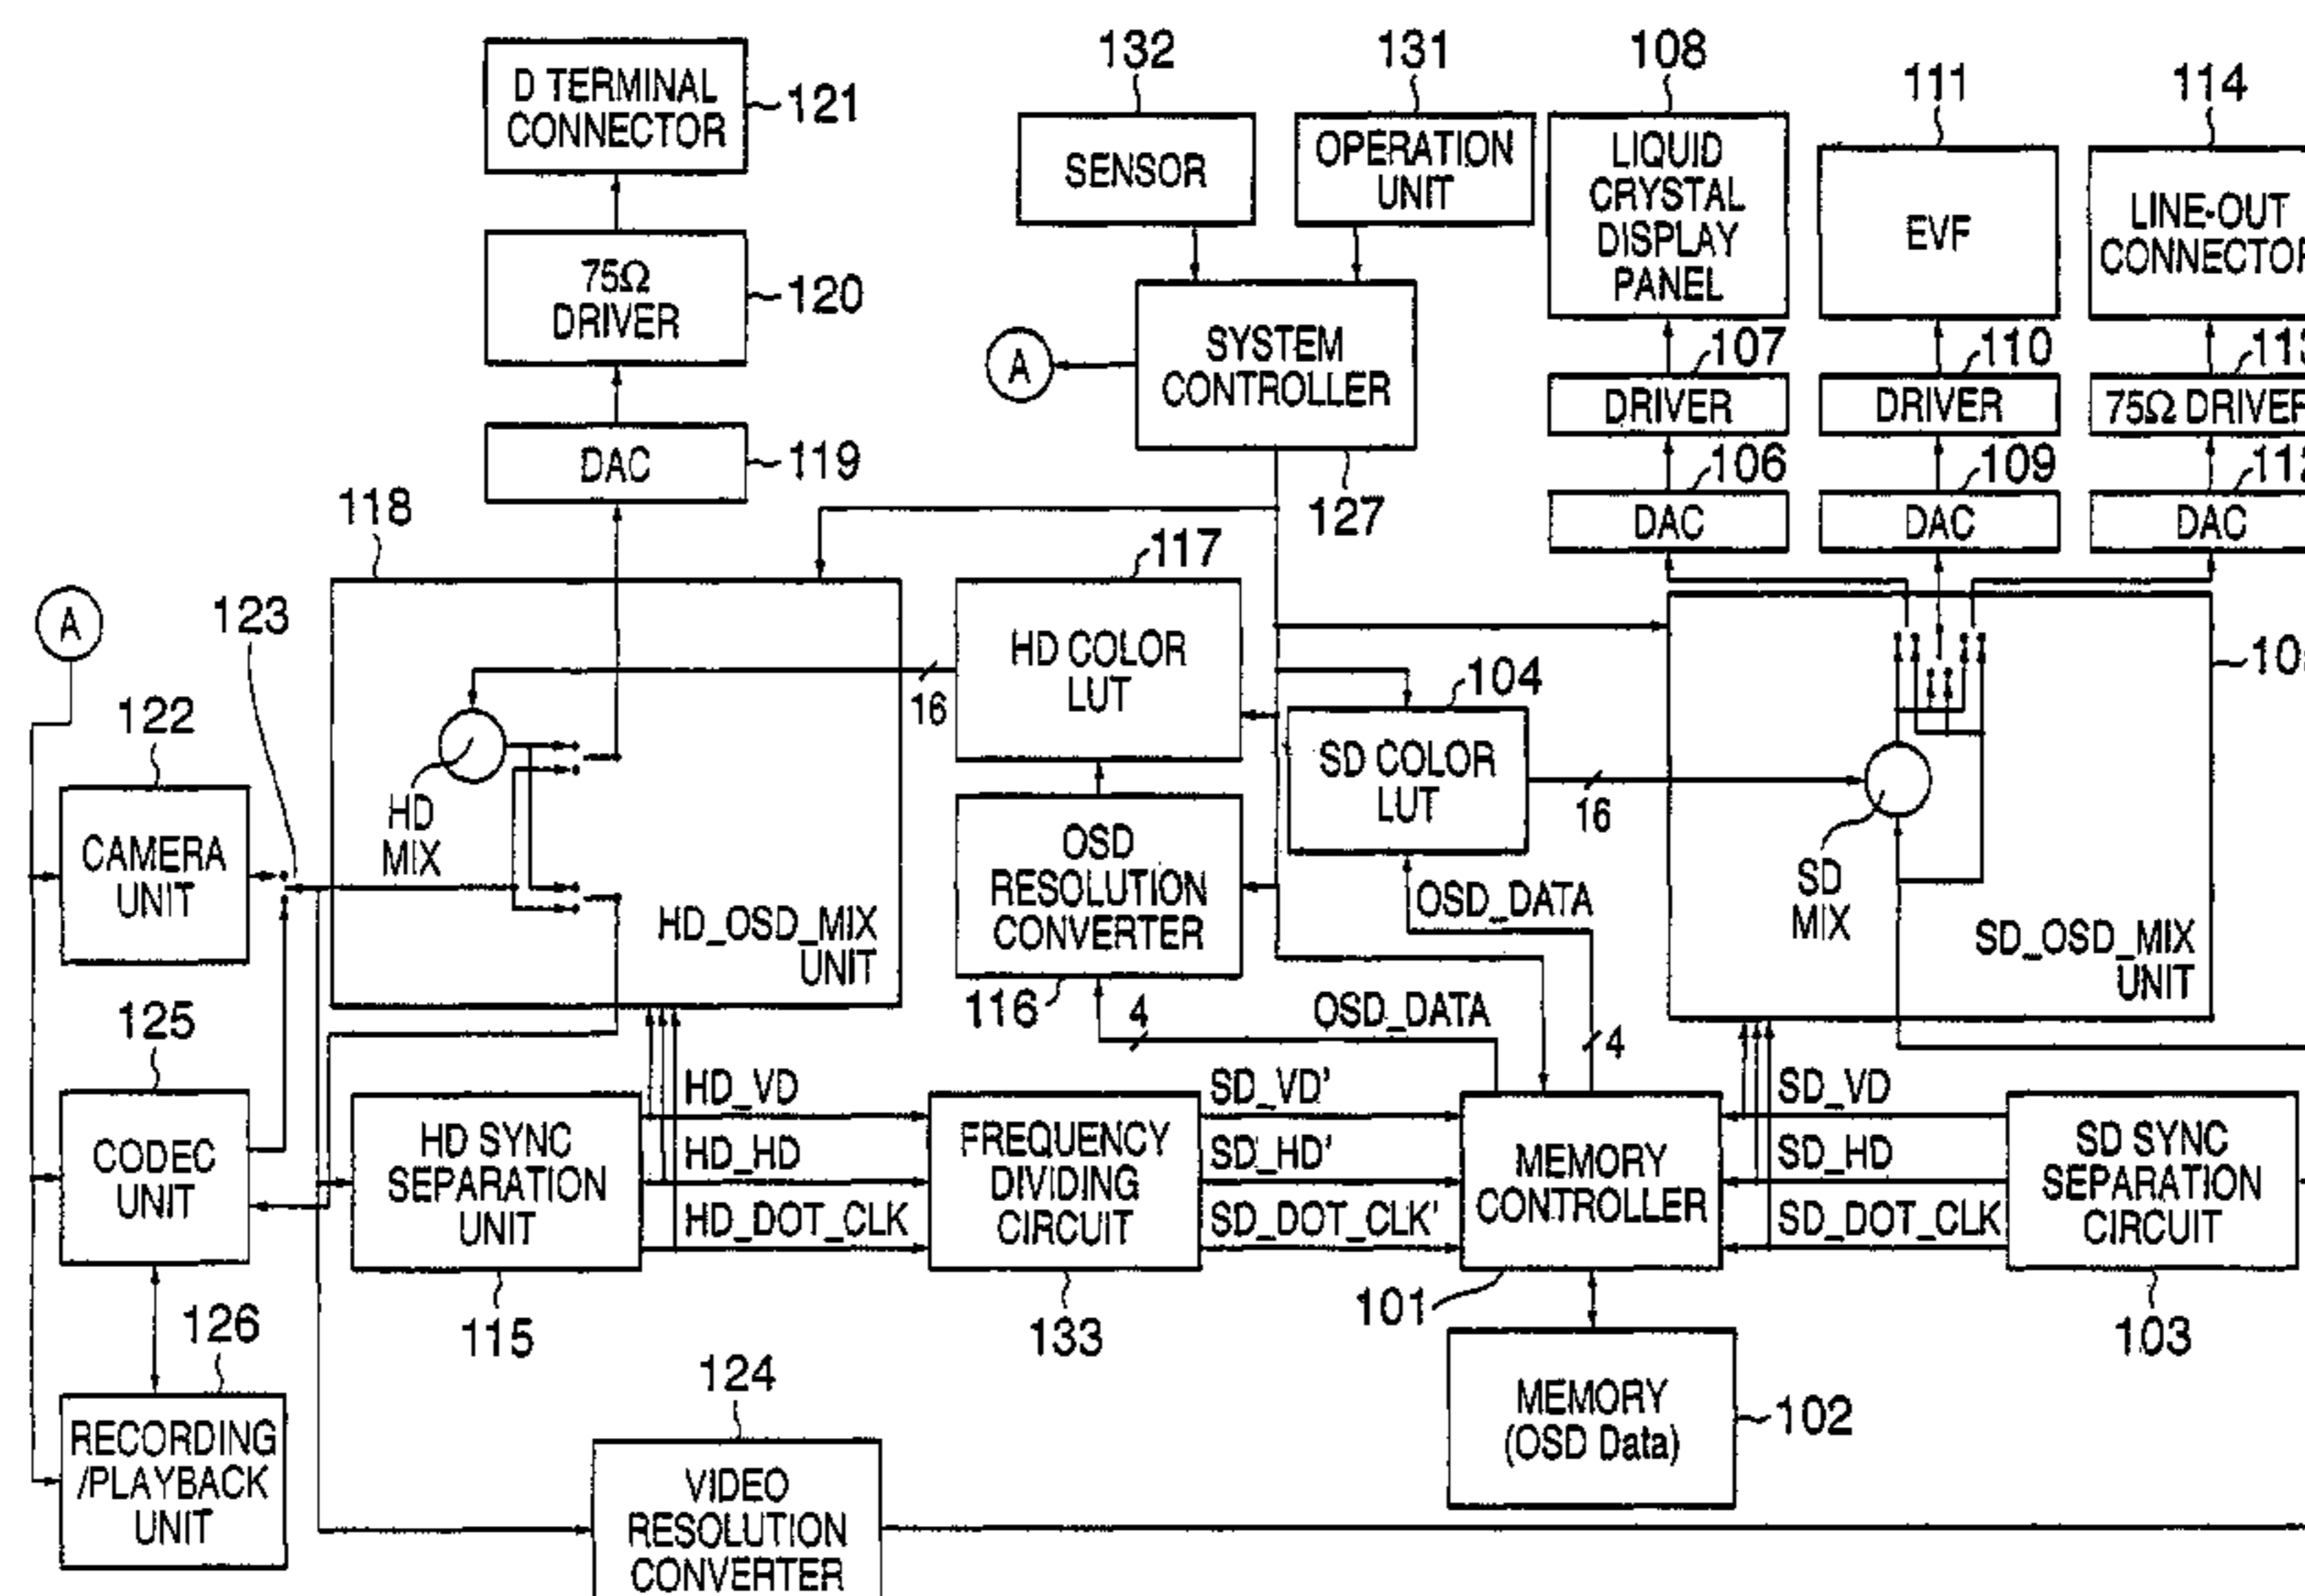 132
131
108
111
114
D TERMINAL
CONNECTOR
121
SENSOR
OPERATION
UNIT
LIQUID
CRYSTAL
DISPLAY
PANEL
EVF
LINE-OUT
CONNECTOR
75Ω
DRIVER
120
A
SYSTEM
CONTROLLER
107
110
DRIVER
DRIVER
75Ω DRIVER
DAC
119
127
106
109
DAC
DAC
DAC
118
117
A
123
HD COLOR
LUT
16
104
122
HD
MIX
SD COLOR
LUT
16
CAMERA
UNIT
OSD
RESOLUTION
CONVERTER
SD
MIX
HD_OSD_MIX
UNIT
OSD_DATA
SD_OSD_MIX
UNIT
125
116
4
OSD_DATA
4
CODEC
UNIT
HD SYNC
SEPARATION
UNIT
HD_VD
HD_HD
HD_DOT_CLK
FREQUENCY
DIVIDING
CIRCUIT
SD_VD'
SD_HD'
SD_DOT_CLK'
MEMORY
CONTROLLER
SD_VD
SD_HD
SD_DOT_CLK
SD SYNC
SEPARATION
CIRCUIT
115
133
101
103
126
RECORDING
/PLAYBACK
UNIT
124
VIDEO
RESOLUTION
CONVERTER
MEMORY
(OSD Data)
102